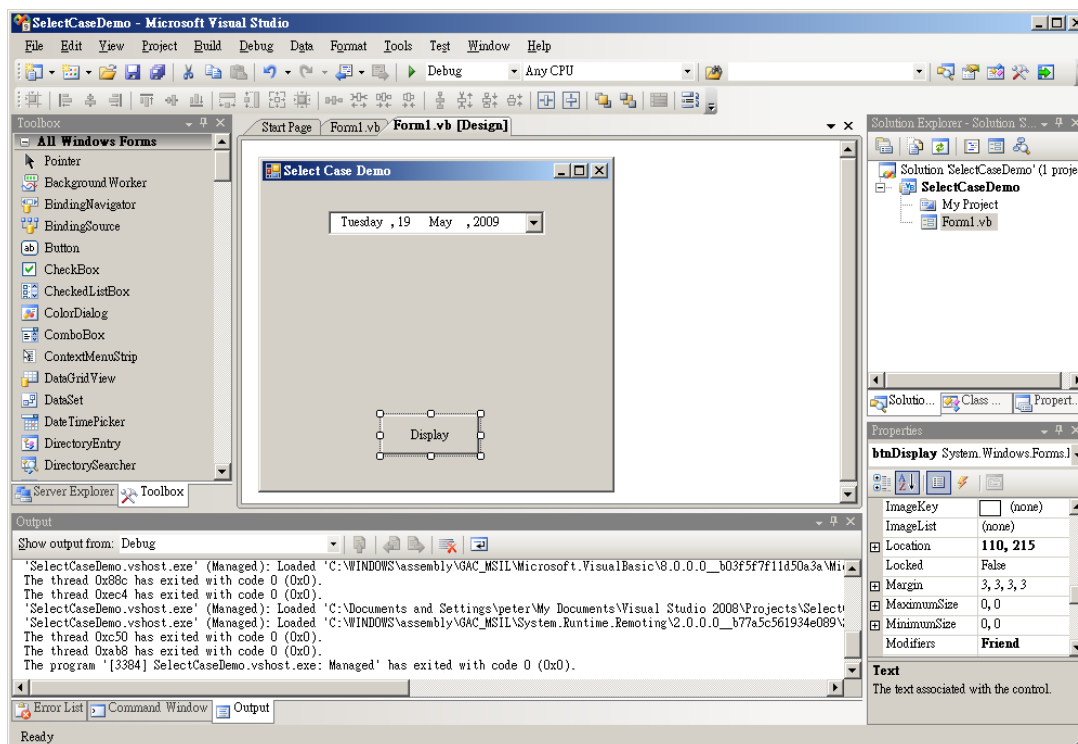 SelectCaseDemo - Microsoft Visual Studio
File Edit View Project Build Debug Data Format Tools Test Window Help
Debug Any CPU
Toolbox
All Windows Forms
Pointer
BackgroundWorker
BindingNavigator
BindingSource
ab Button
CheckBox
CheckedListBox
ColorDialog
ComboBox
ContextMenuStrip
DataGridView
DataSet
DateTimePicker
DirectoryEntry
DirectorySearcher
Server Explorer Toolbox
Start Page Form1.vb Form1.vb [Design]
Select Case Demo
Tuesday , 19 May , 2009
Display
Solution Explorer - Solution 'S...
Solution 'SelectCaseDemo' (1 proje
SelectCaseDemo
My Project
Form1.vb
Solutio... Class ... Propert...
Properties
btnDisplay System.Windows.Forms.
ImageKey (none)
ImageList (none)
Location 110, 215
Locked False
Margin 3, 3, 3, 3
MaximumSize 0, 0
MinimumSize 0, 0
Modifiers Friend
Text
The text associated with the control.
Output
Show output from: Debug
'SelectCaseDemo.vshost.exe' (Managed): Loaded 'C:\WINDOWS\assembly\GAC_MSIL\Microsoft.VisualBasic\8.0.0.0__b03f5f7f11d50a3a\Mi
The thread 0x88c has exited with code 0 (0x0).
The thread 0xec4 has exited with code 0 (0x0).
'SelectCaseDemo.vshost.exe' (Managed): Loaded 'C:\Documents and Settings\peter\My Documents\Visual Studio 2008\Projects\Select
'SelectCaseDemo.vshost.exe' (Managed): Loaded 'C:\WINDOWS\assembly\GAC_MSIL\System.Runtime.Remoting\2.0.0.0__b77a5c561934e089\
The thread 0xc50 has exited with code 0 (0x0).
The thread 0xab8 has exited with code 0 (0x0).
The program '[3384] SelectCaseDemo.vshost.exe: Managed' has exited with code 0 (0x0).
Error List Command Window Output
Ready